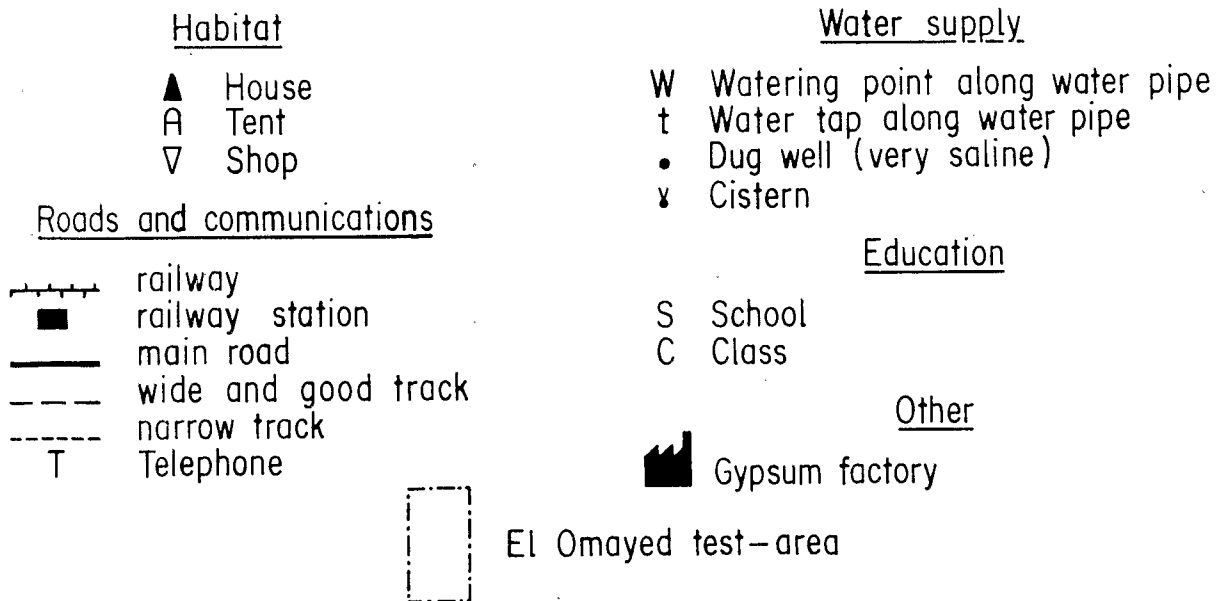 Habitat
House
A Tent
Shop
Roads and communications
railway
railway station
main road
wide and good track
narrow track
T Telephone
Water supply
W Watering point along water pipe
t Water tap along water pipe
Dug well (very saline)
Cistern
Education
S School
C Class
Other
Gypsum factory
El Omayed test-area